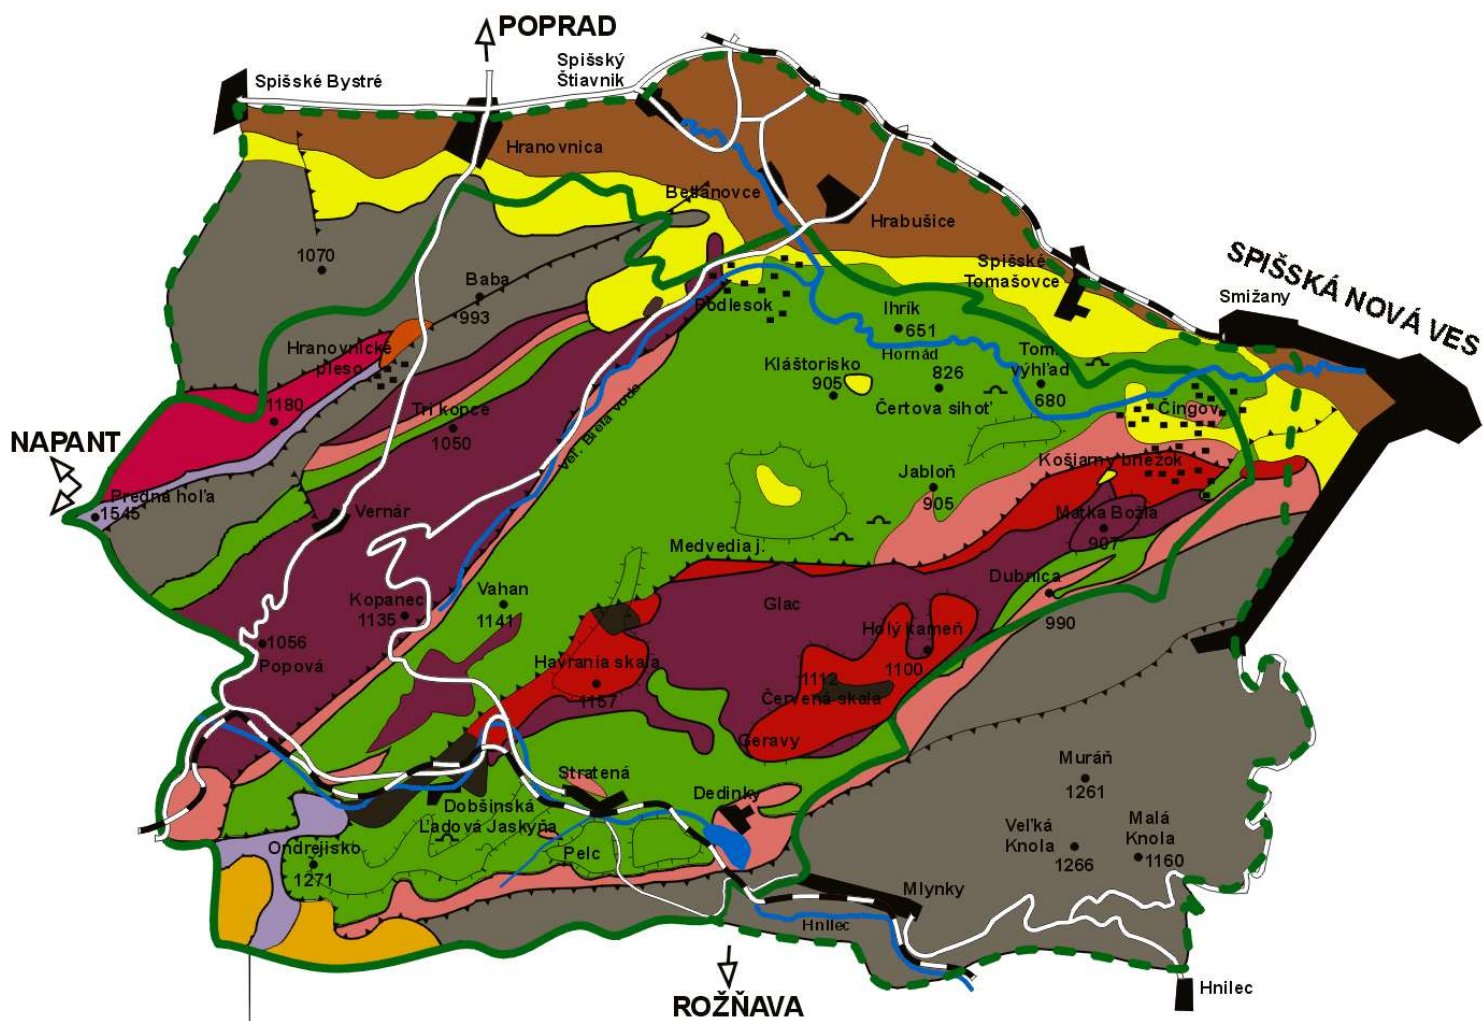 POPRAD
Spišský
Štiavnik
Spišské Bystré
Hranovnica
Betlanovce
Hrabušice
SPIŠSKÁ NOVÁ VES
Spišské
Tomašovce
Smižany
1070
Baba
993
Podlesok
Ihrík
651
Hornád
826
Čertova sihoť
Tom.
výhľad
680
Kláštorisko
905
Hranovnické
pleso
1180
Tri kopce
1050
Veľ. Biela voda
Čingov
NAPANT
Predná hoľa
1545
Vernár
Jabloň
905
Košiarny briežok
Matka Božia
907
Medvedia j.
Dubnica
990
Vahan
1141
Kopanec
1135
Glac
1056
Popová
Holý kameň
1100
Havrania skala
1157
1112
Červená skala
Geravy
Muráň
1261
Stratená
Dedinky
Dobšinská
Ľadová Jaskyňa
Veľká
Knola
1266
Malá
Knola
1160
Ondrejisko
1271
Pelc
Mlynky
Hnilec
Hnilec
ROŽŇAVA